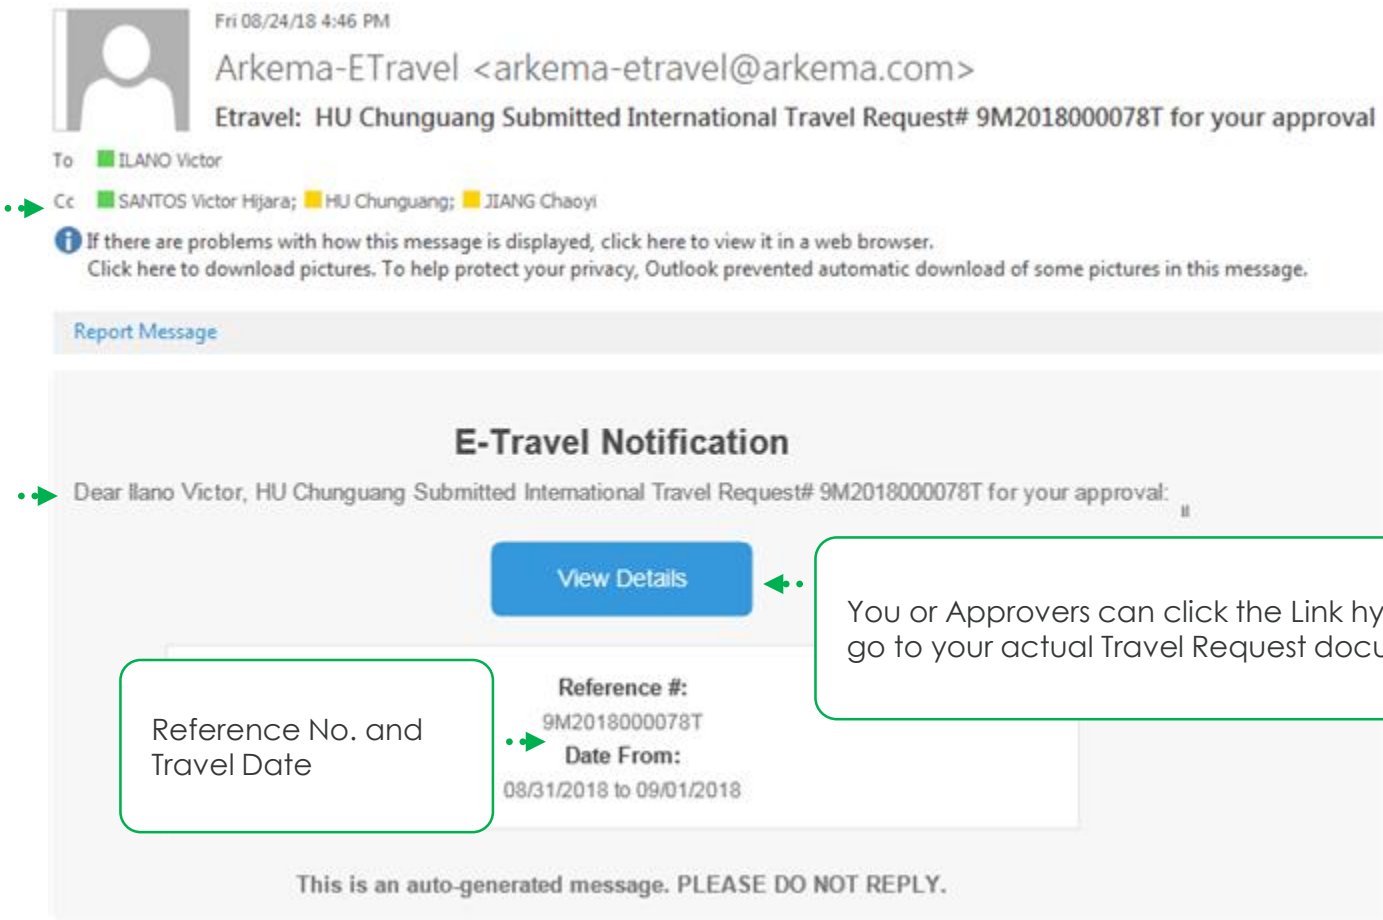 Fri 08/24/18 4:46 PM
Arkema-ETravel <arkema-etravel@arkema.com>
Etravel: HU Chunguang Submitted International Travel Request# 9M2018000078T for your approval
To ILANO Victor
Cc SANTOS Victor Hijara; HU Chunguang; JIANG Chaoyi
If there are problems with how this message is displayed, click here to view it in a web browser.
Click here to download pictures. To help protect your privacy, Outlook prevented automatic download of some pictures in this message.
Report Message
E-Travel Notification
Dear Ilano Victor, HU Chunguang Submitted International Travel Request# 9M2018000078T for your approval:
View Details
You or Approvers can click the Link hy
go to your actual Travel Request docu
Reference No. and
Travel Date
Reference #:
9M2018000078T
Date From:
08/31/2018 to 09/01/2018
This is an auto-generated message. PLEASE DO NOT REPLY.